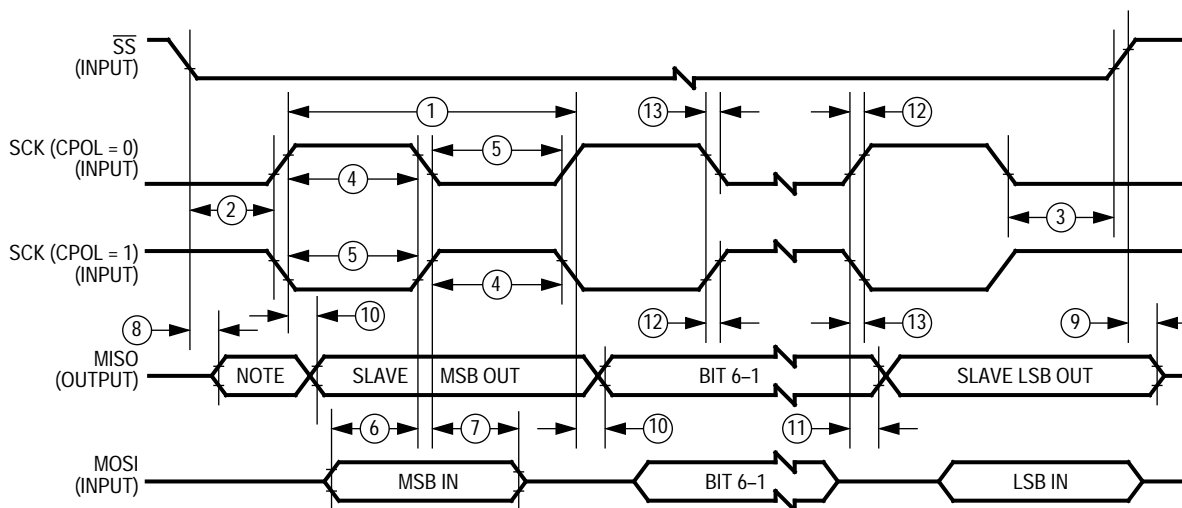 SS
(INPUT)
1
13
12
SCK (CPOL = 0)
(INPUT)
5
4
2
3
SCK (CPOL = 1)
(INPUT)
5
4
8
10
12
13
9
MISO
(OUTPUT)
NOTE
SLAVE MSB OUT
BIT 6–1
SLAVE LSB OUT
6
7
10
11
MOSI
(INPUT)
MSB IN
BIT 6–1
LSB IN